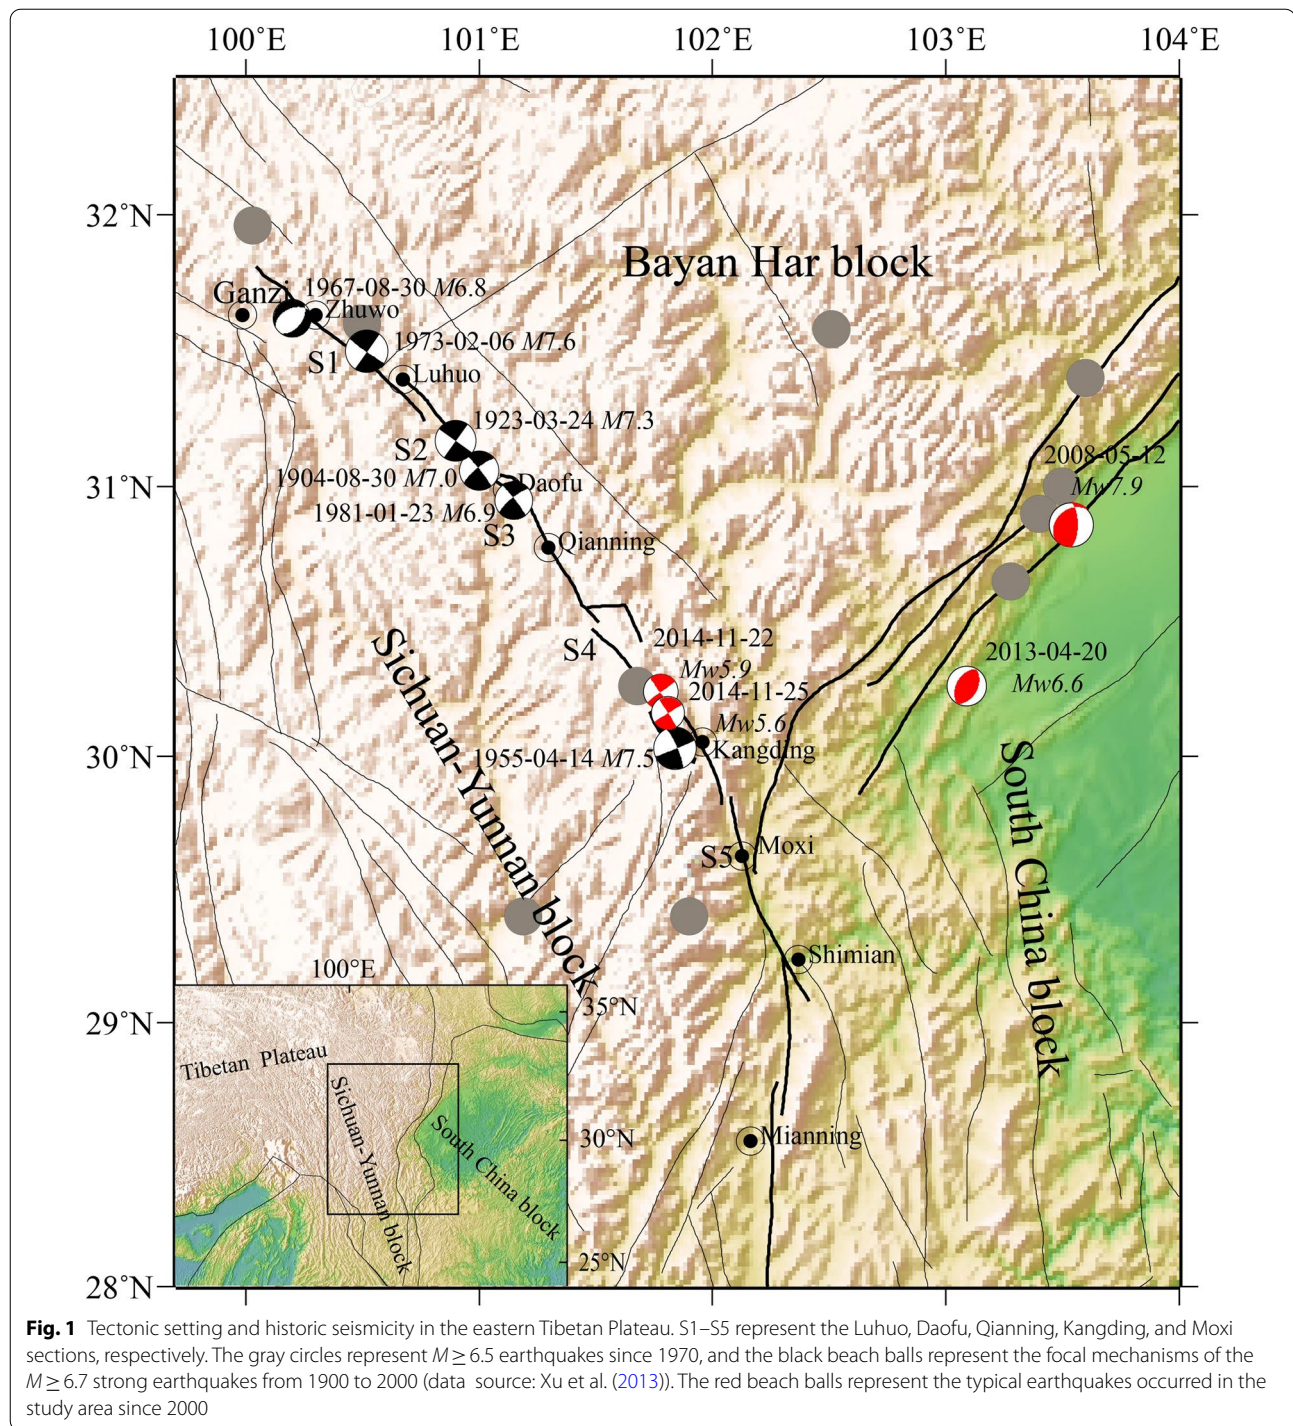 100°E 101°E 102°E 103°E 104°E
32°N
Bayan Har block
Ganzi
1967-08-30 M6.8
Zhuwo
1973-02-06 M7.6
S1
Luhuo
1923-03-24 M7.3
S2
2008-05-12
Mw7.9
1904-08-30 M7.0
31°N
Daofu
1981-01-23 M6.9
S3
Qianning
Sichuan-Yunnan block
S4
2014-11-22
Mw5.9
2013-04-20
Mw6.6
2014-11-25
Mw5.6
30°N
1955-04-14 M7.5
Kangding
South China block
S5
Moxi
Shimian
100°E
35°N
29°N
Tibetan Plateau
Sichuan-Yunnan block
South China block
30°N
Mianning
25°N
28°N
Fig. 1 Tectonic setting and historic seismicity in the eastern Tibetan Plateau. S1–S5 represent the Luhuo, Daofu, Qianning, Kangding, and Moxi
sections, respectively. The gray circles represent M ≥ 6.5 earthquakes since 1970, and the black beach balls represent the focal mechanisms of the
M ≥ 6.7 strong earthquakes from 1900 to 2000 (data source: Xu et al. (2013)). The red beach balls represent the typical earthquakes occurred in the
study area since 2000